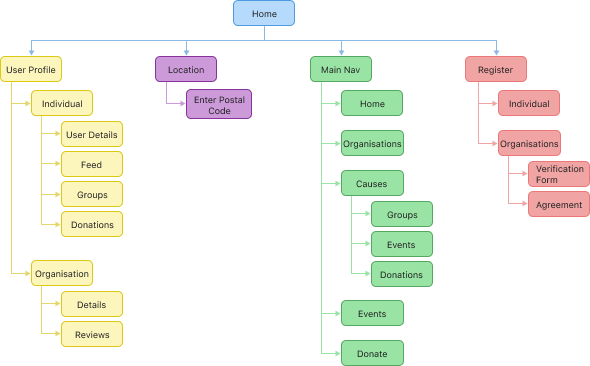 Home
User Profile
Location
Main Nav
Register
Individual
User Details
Feed
Groups
Donations
Organisation
Details
Reviews
Enter Postal
Code
Home
Organisations
Causes
Groups
Events
Donations
Events
Donate
Individual
Organisations
Verification
Form
Agreement